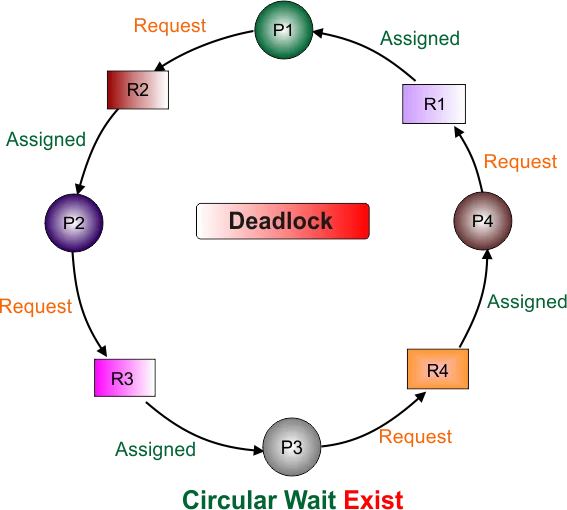 Request
P1
Assigned
R2
R1
Assigned
Request
P2
Deadlock
P4
Request
Assigned
R3
R4
Assigned
P3
Request
Circular Wait Exist